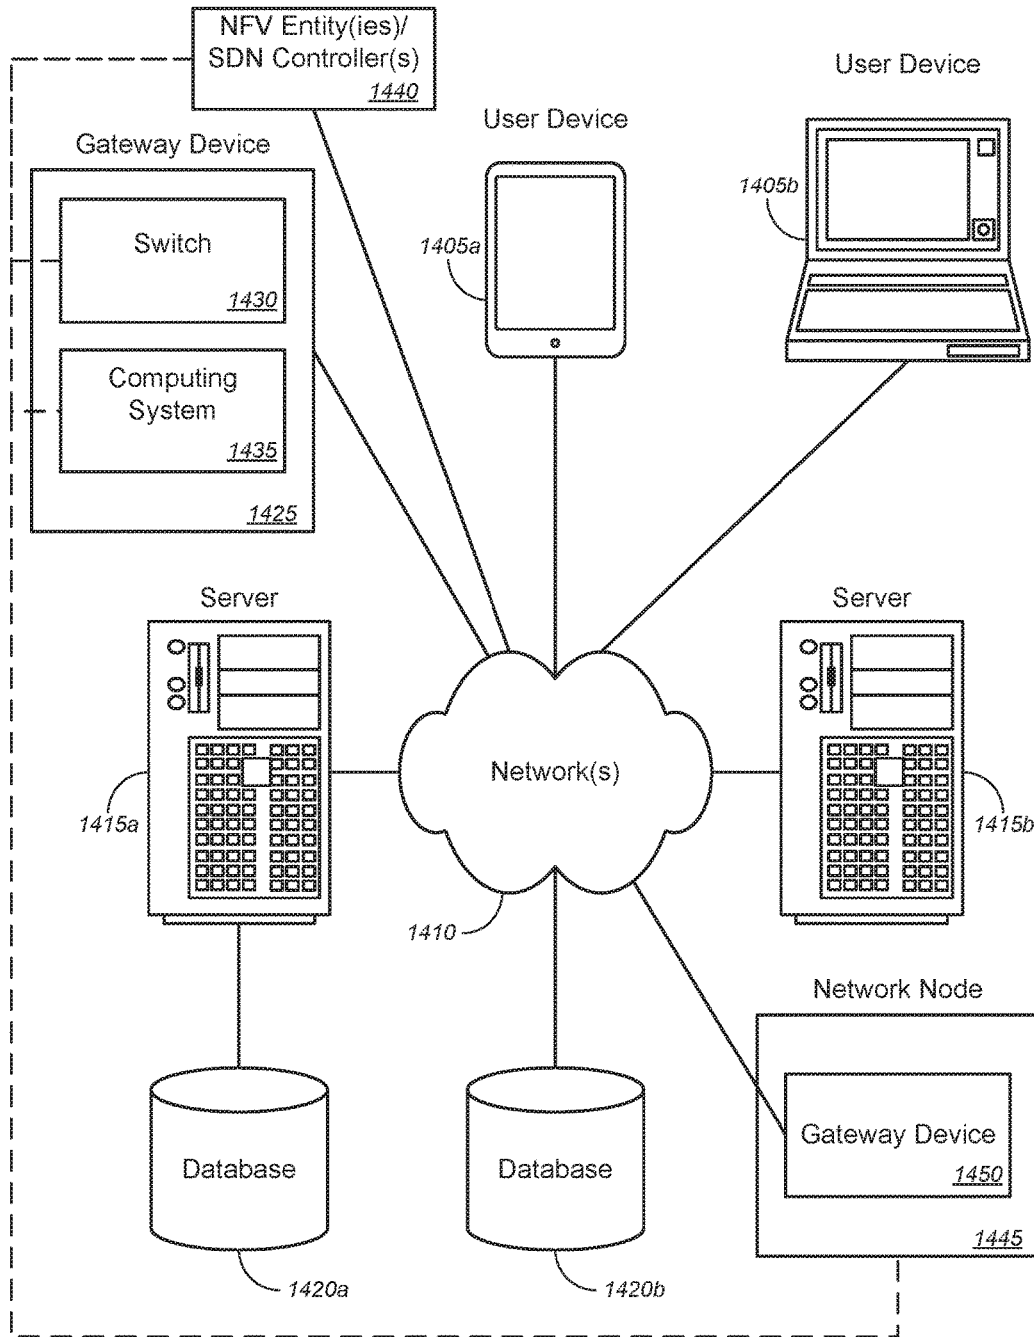 NFV Entity(ies)/
SDN Controller(s)
1440
User Device
User Device
Gateway Device
1405b
Switch
1405a
1430
Computing
System
1435
1425
Server
Server
Network(s)
1415a
1415b
1410
Network Node
Gateway Device
Database
Database
1450
1445
1420a
1420b